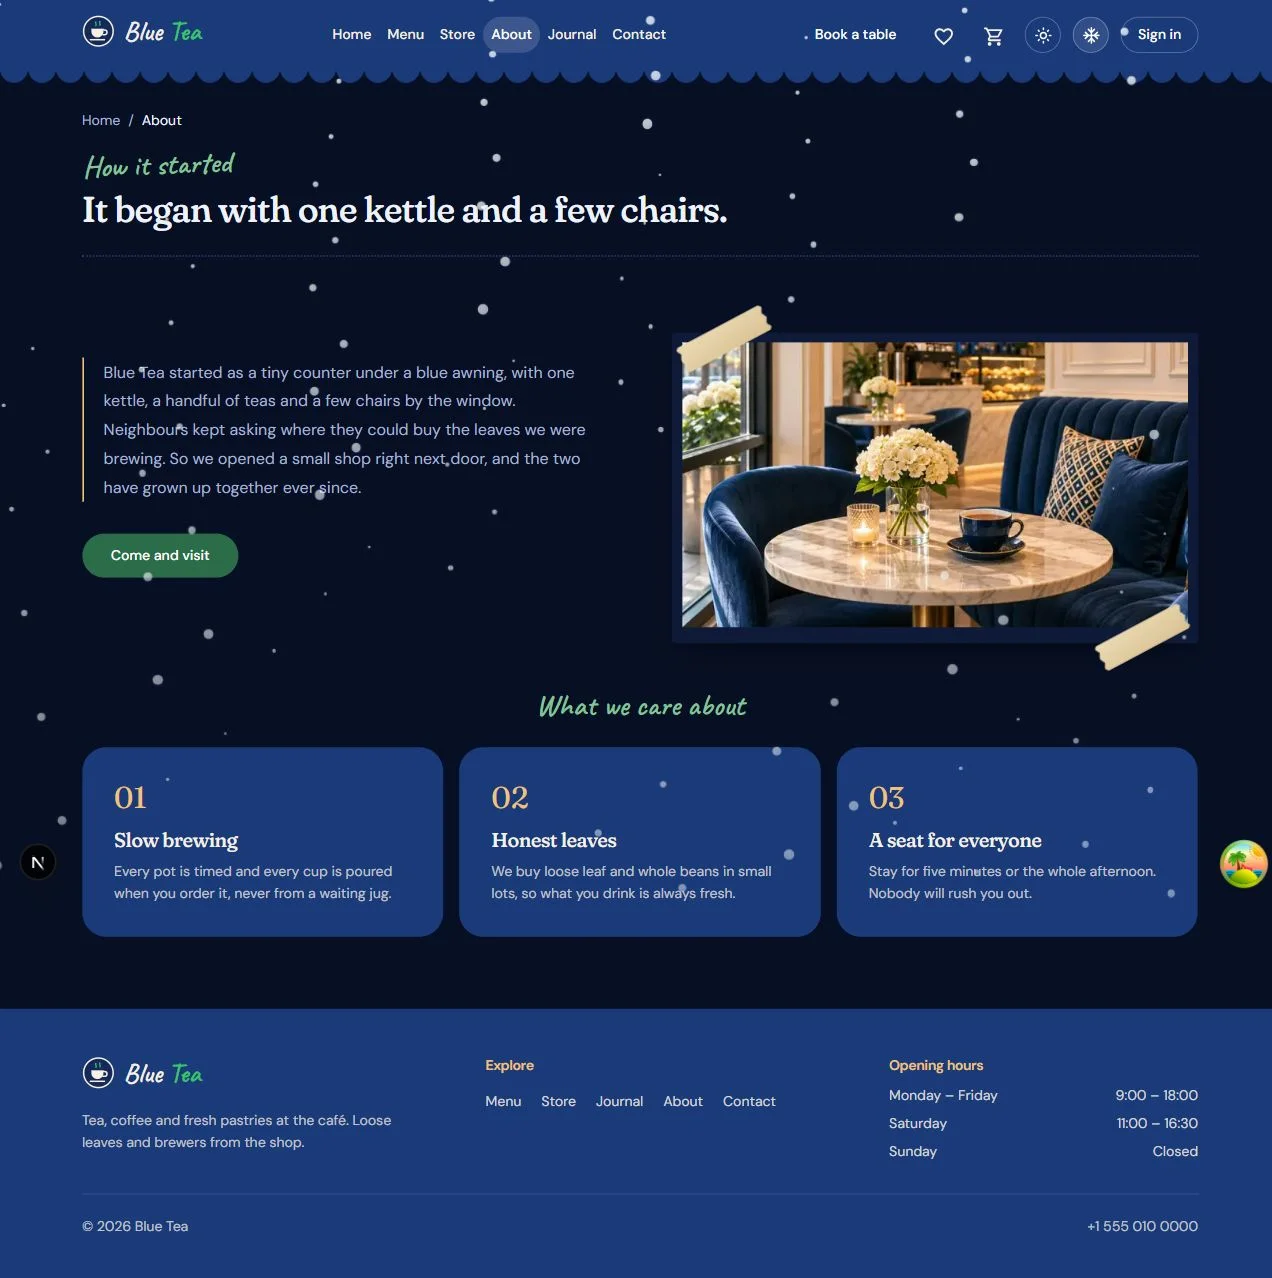 Blue Tea
Home Menu Store About Journal Contact Book a table Sign in
Home / About
How it started
It began with one kettle and a few chairs.
Blue Tea started as a tiny counter under a blue awning, with one
kettle, a handful of teas and a few chairs by the window.
Neighbours kept asking where they could buy the leaves we were
brewing. So we opened a small shop right next door, and the two
have grown up together ever since.
Come and visit
What we care about
01
Slow brewing
Every pot is timed and every cup is poured
when you order it, never from a waiting jug.
02
Honest leaves
We buy loose leaf and whole beans in small
lots, so what you drink is always fresh.
03
A seat for everyone
Stay for five minutes or the whole afternoon.
Nobody will rush you out.
N
Blue Tea
Tea, coffee and fresh pastries at the café. Loose
leaves and brewers from the shop.
Explore
Menu Store Journal About Contact
Opening hours
Monday – Friday 9:00 – 18:00
Saturday 11:00 – 16:30
Sunday Closed
© 2026 Blue Tea
+1 555 010 0000